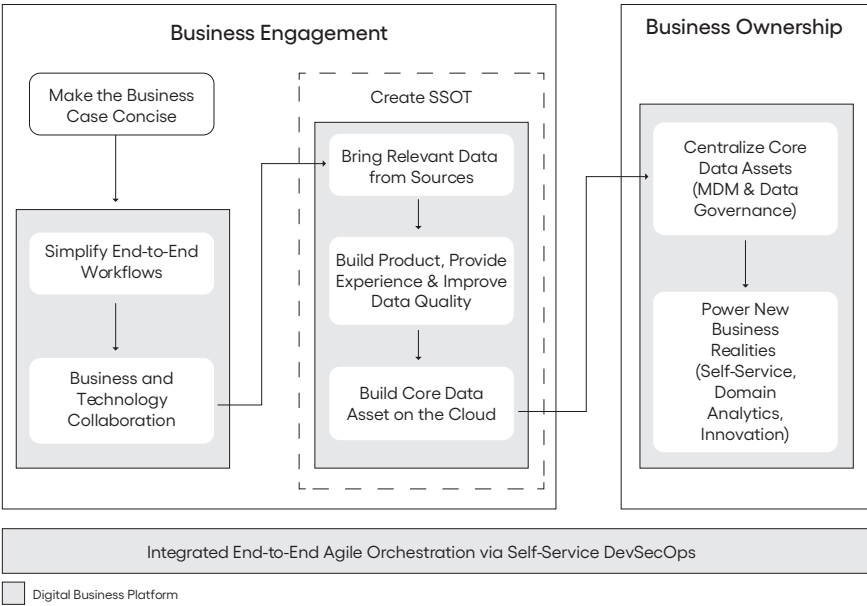 Business Engagement
Make the Business
Case Concise
Simplify End-to-End
Workflows
Business and
Technology
Collaboration
Create SSOT
Bring Relevant Data
from Sources
Build Product, Provide
Experience & Improve
Data Quality
Build Core Data
Asset on the Cloud
Business Ownership
Centralize Core
Data Assets
(MDM & Data
Governance)
Power New
Business
Realities
(Self-Service,
Domain
Analytics,
Innovation)
Integrated End-to-End Agile Orchestration via Self-Service DevSecOps
Digital Business Platform